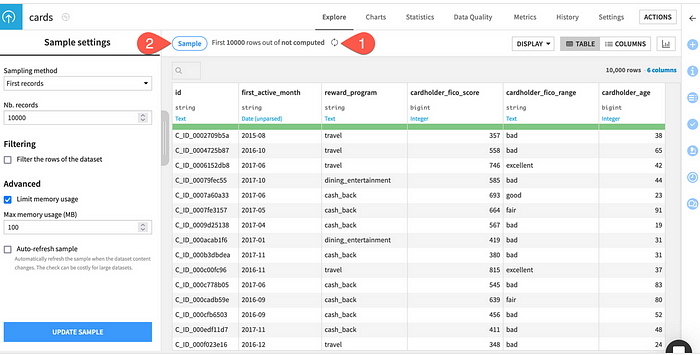 cards
Explore Charts Statistics Data Quality Metrics History Settings ACTIONS
Sample settings
2 Sample First 10000 rows out of not computed 1 DISPLAY TABLE COLUMNS
Sampling method
First records
10,000 rows 6 columns
Nb. records
10000
Filtering
Filter the rows of the dataset
Advanced
Limit memory usage
Max memory usage (MB)
100
Auto-refresh sample
Automatically refresh the sample when the dataset content
changes. The check can be costly for large datasets.
UPDATE SAMPLE
id first_active_month reward_program cardholder_fico_score cardholder_fico_range cardholder_age
string string string bigint string bigint
Text Date (unparsed) Text Integer Text Integer
C_ID_0002709b5a 2015-08 travel 357 bad 38
C_ID_0004725b87 2016-10 travel 558 bad 65
C_ID_0006152db8 2017-06 travel 746 excellent 42
C_ID_00079fec55 2017-10 dining_entertainment 585 bad 44
C_ID_0007a60a33 2017-06 cash_back 693 good 23
C_ID_0007fe3157 2017-05 cash_back 664 fair 91
C_ID_0009d25138 2017-04 cash_back 567 bad 19
C_ID_000acab1f6 2017-01 dining_entertainment 419 bad 31
C_ID_000b3dbdea 2017-11 cash_back 380 bad 31
C_ID_000c00fc96 2016-11 travel 815 excellent 37
C_ID_000c778b05 2017-06 cash_back 545 bad 83
C_ID_000cadb59e 2016-09 cash_back 639 fair 80
C_ID_000cfb6503 2016-09 cash_back 456 bad 52
C_ID_000edf11d7 2017-11 cash_back 411 bad 48
C_ID_000f023e16 2016-12 travel 348 bad 24